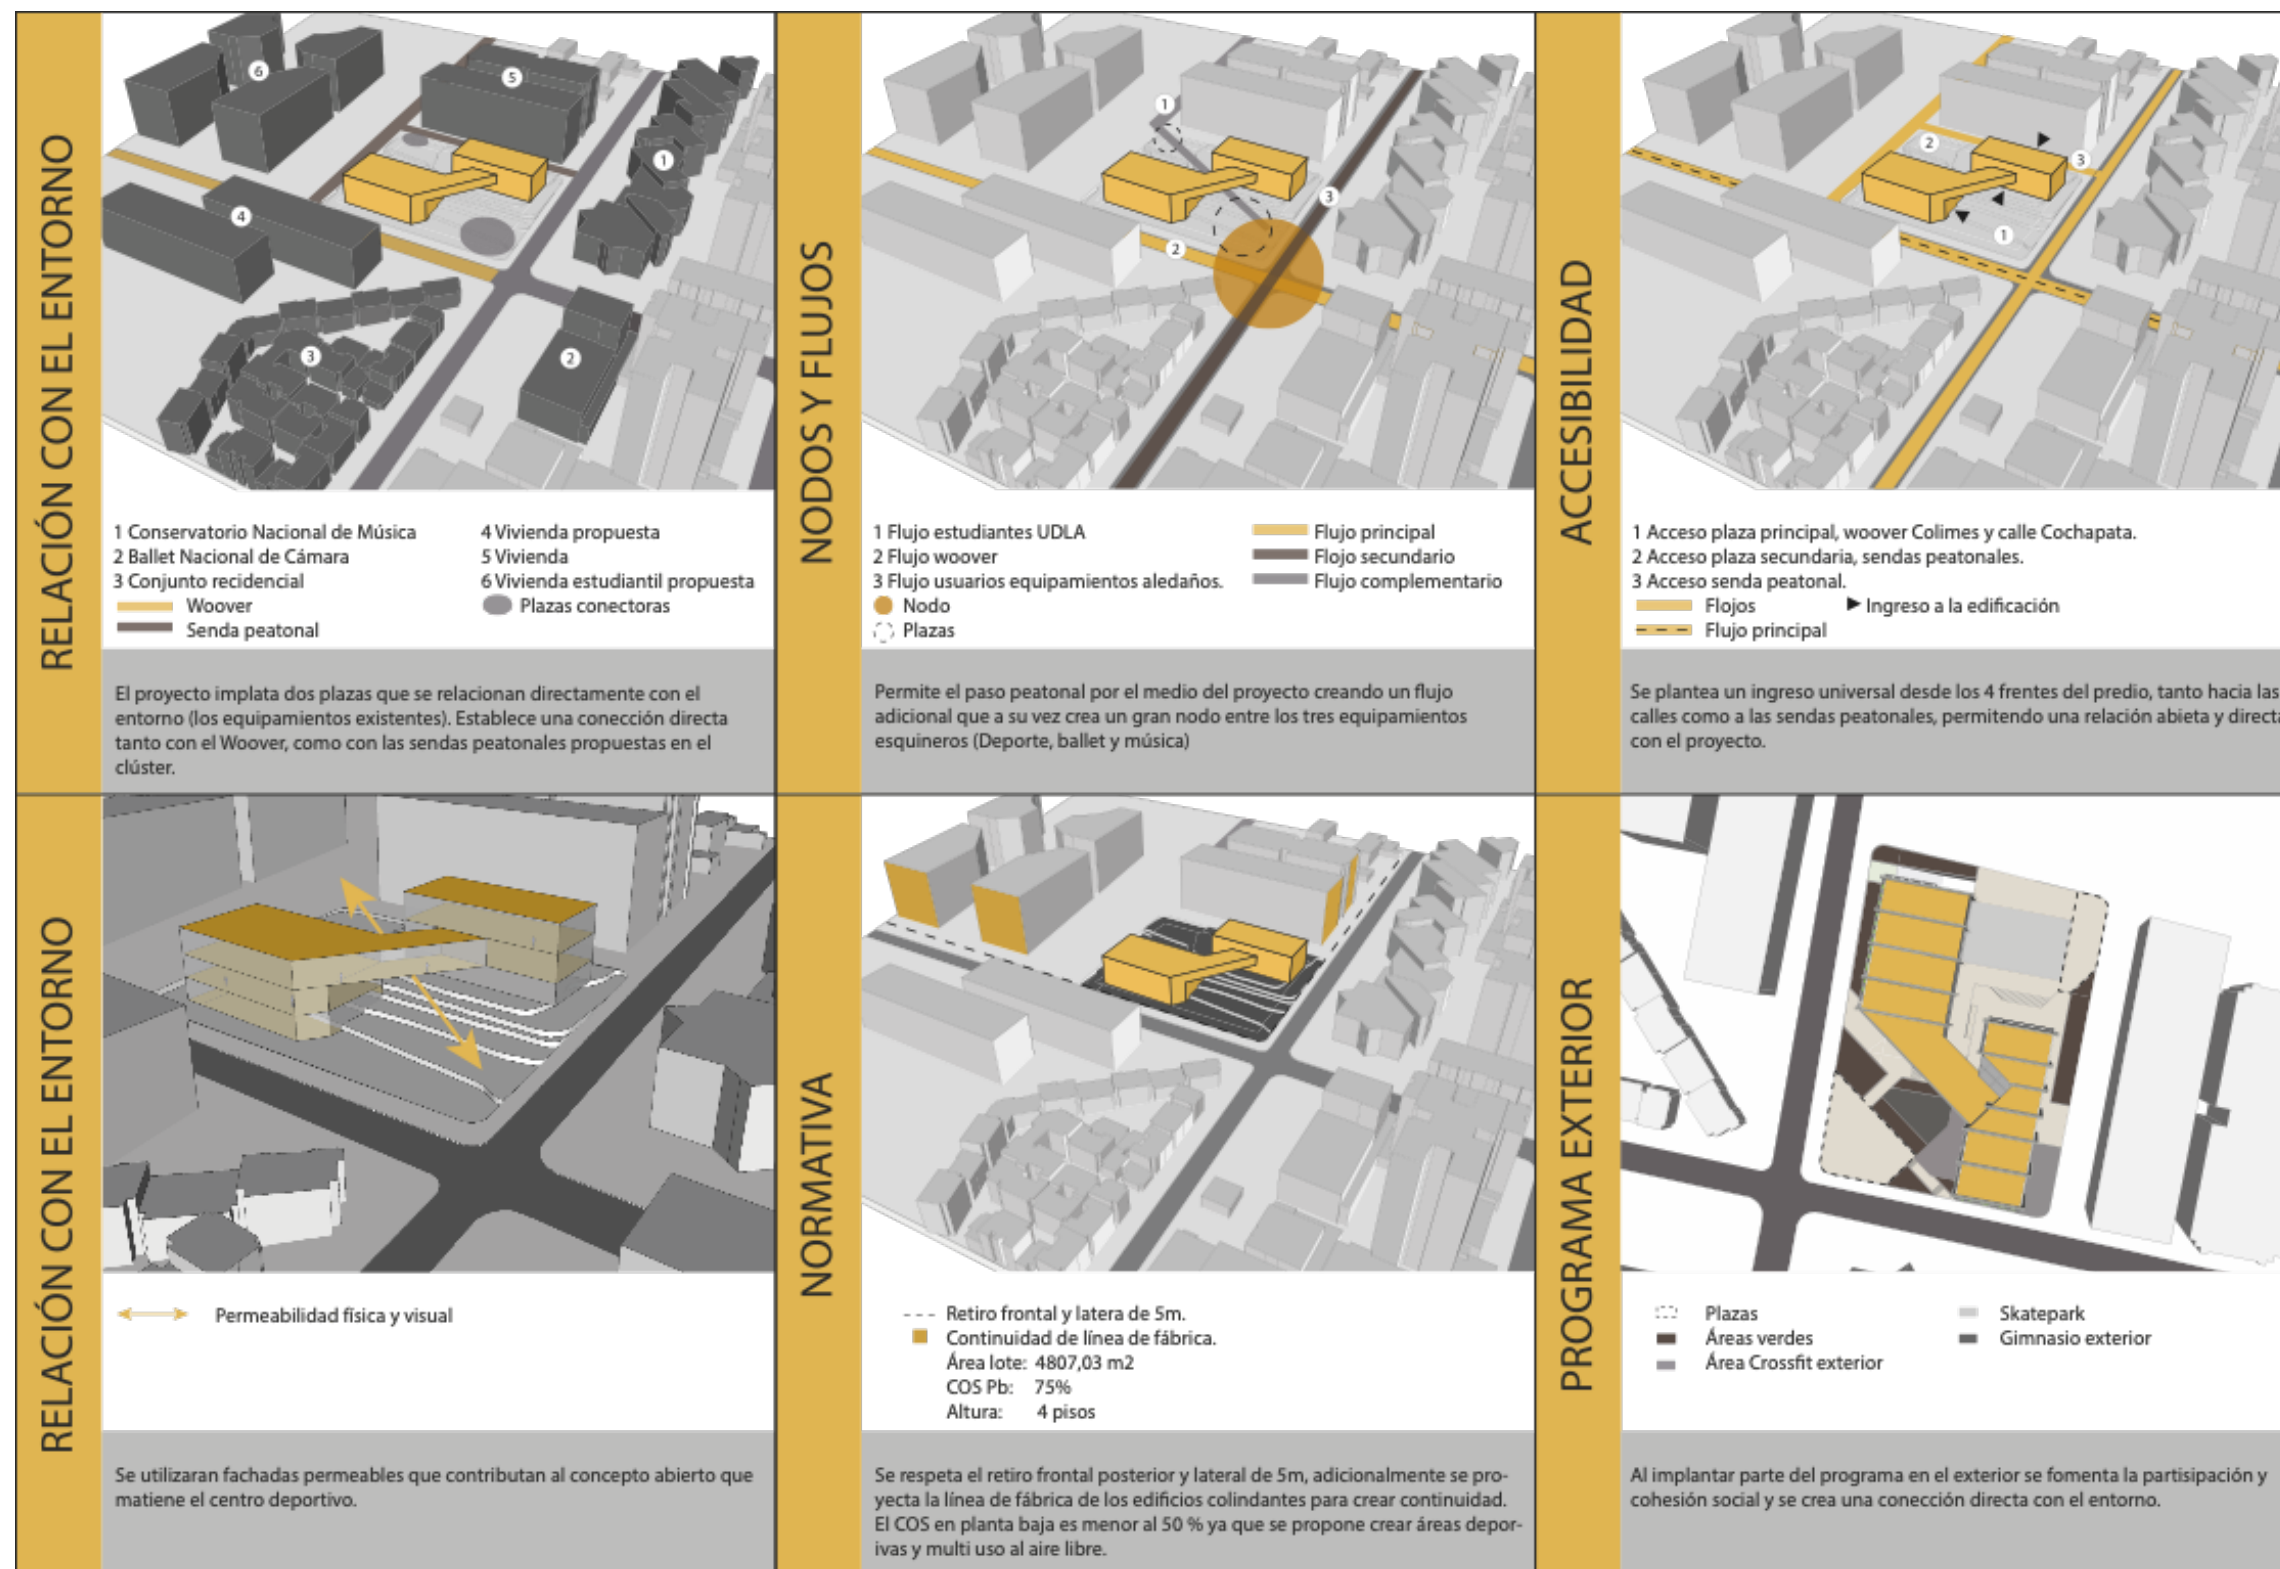 RELACIÓN CON EL ENTORNO
6
5
1
4
3
2
1 Conservatorio Nacional de Música
2 Ballet Nacional de Cámara
3 Conjunto recidencial
Woover
Senda peatonal
4 Vivienda propuesta
5 Vivienda
6 Vivienda estudiantil propuesta
Plazas conectoras
El proyecto implata dos plazas que se relacionan directamente con el
entorno (los equipamientos existentes). Establece una conección directa
tanto con el Woover, como con las sendas peatonales propuestas en el
clúster.
NODOS Y FLUJOS
1
3
2
1 Flujo estudiantes UDLA
2 Flujo woover
3 Flujo usuarios equipamientos aledaños.
Nodo
Plazas
Flujo principal
Flojo secundario
Flujo complementario
Permite el paso peatonal por el medio del proyecto creando un flujo
adicional que a su vez crea un gran nodo entre los tres equipamientos
esquineros (Deporte, ballet y música)
ACCESIBILIDAD
2
3
1
1 Acceso plaza principal, woover Colimes y calle Cochapata.
2 Acceso plaza secundaria, sendas peatonales.
3 Acceso senda peatonal.
Flojos
Flujo principal
Ingreso a la edificación
Se plantea un ingreso universal desde los 4 frentes del predio, tanto hacia las
calles como a las sendas peatonales, permitendo una relación abieta y directa
con el proyecto.
RELACIÓN CON EL ENTORNO
Permeabilidad física y visual
Se utilizaran fachadas permeables que contributan al concepto abierto que
matiene el centro deportivo.
NORMATIVA
Retiro frontal y latera de 5m.
Continuidad de línea de fábrica.
Área lote: 4807,03 m2
COS Pb: 75%
Altura: 4 pisos
Se respeta el retiro frontal posterior y lateral de 5m, adicionalmente se pro-
yecta la línea de fábrica de los edificios colindantes para crear continuidad.
El COS en planta baja es menor al 50 % ya que se propone crear áreas depor-
ivas y multi uso al aire libre.
PROGRAMA EXTERIOR
Plazas
Áreas verdes
Área Crossfit exterior
Skatepark
Gimnasio exterior
Al implantar parte del programa en el exterior se fomenta la partisipación y
cohesión social y se crea una conección directa con el entorno.